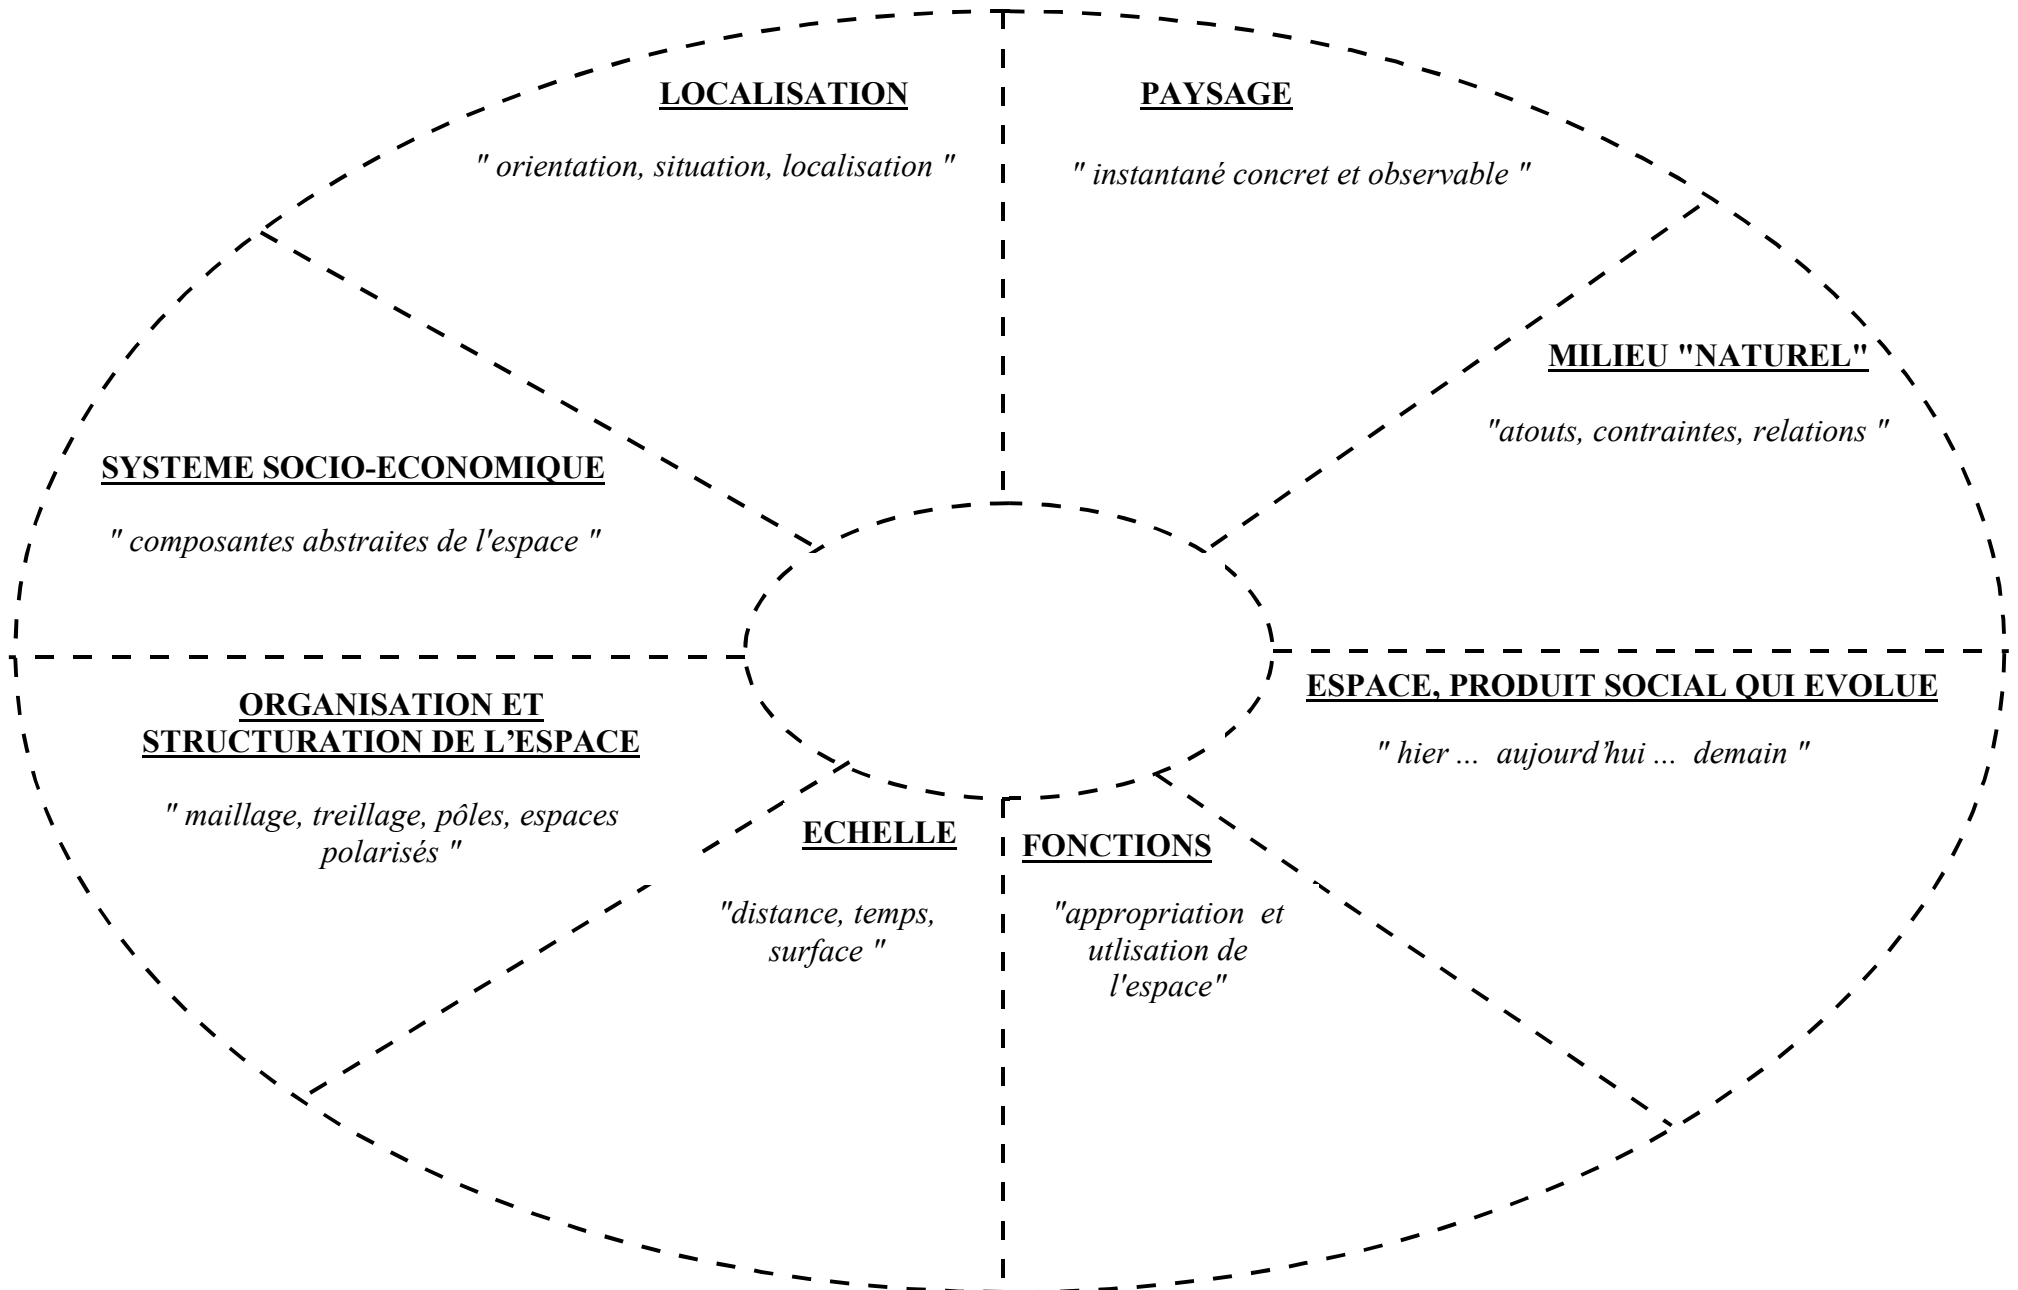 LOCALISATION
" orientation, situation, localisation "
PAYSAGE
" instantané concret et observable "
MILIEU "NATUREL"
"atouts, contraintes, relations "
SYSTEME SOCIO-ECONOMIQUE
" composantes abstraites de l'espace "
ESPACE, PRODUIT SOCIAL QUI EVOLUE
" hier ... aujourd’hui ... demain "
ORGANISATION ET
STRUCTURATION DE L’ESPACE
" maillage, treillage, pôles, espaces
polarisés "
ECHELLE
"distance, temps,
surface "
FONCTIONS
"appropriation et
utlisation de
l'espace"